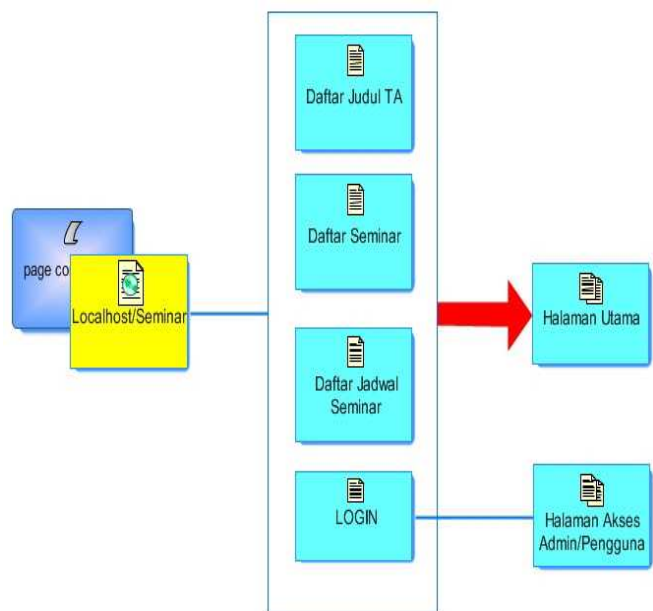 Daftar Judul TA
Daftar Seminar
page co
Localhost/Seminar
Halaman Utama
Daftar Jadwal
Seminar
LOGIN
Halaman Akses
Admin/Pengguna